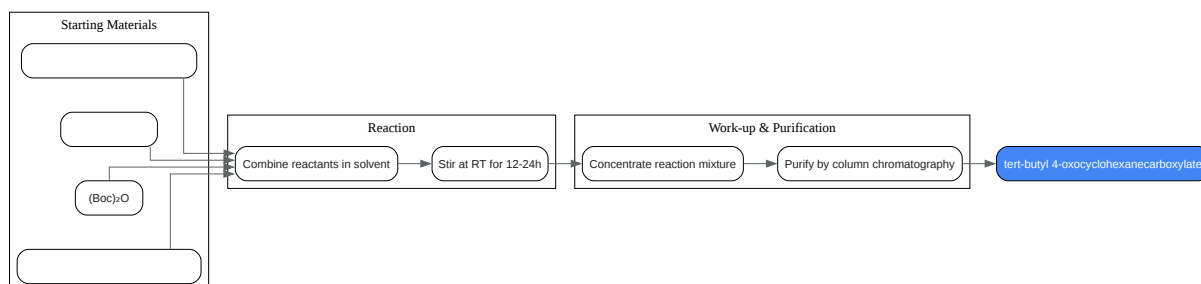 Starting Materials
(Boc)₂O
Reaction
Combine reactants in solvent
Stir at RT for 12-24h
Work-up & Purification
Concentrate reaction mixture
Purify by column chromatography
tert-butyl 4-oxocyclohexanecarboxylate